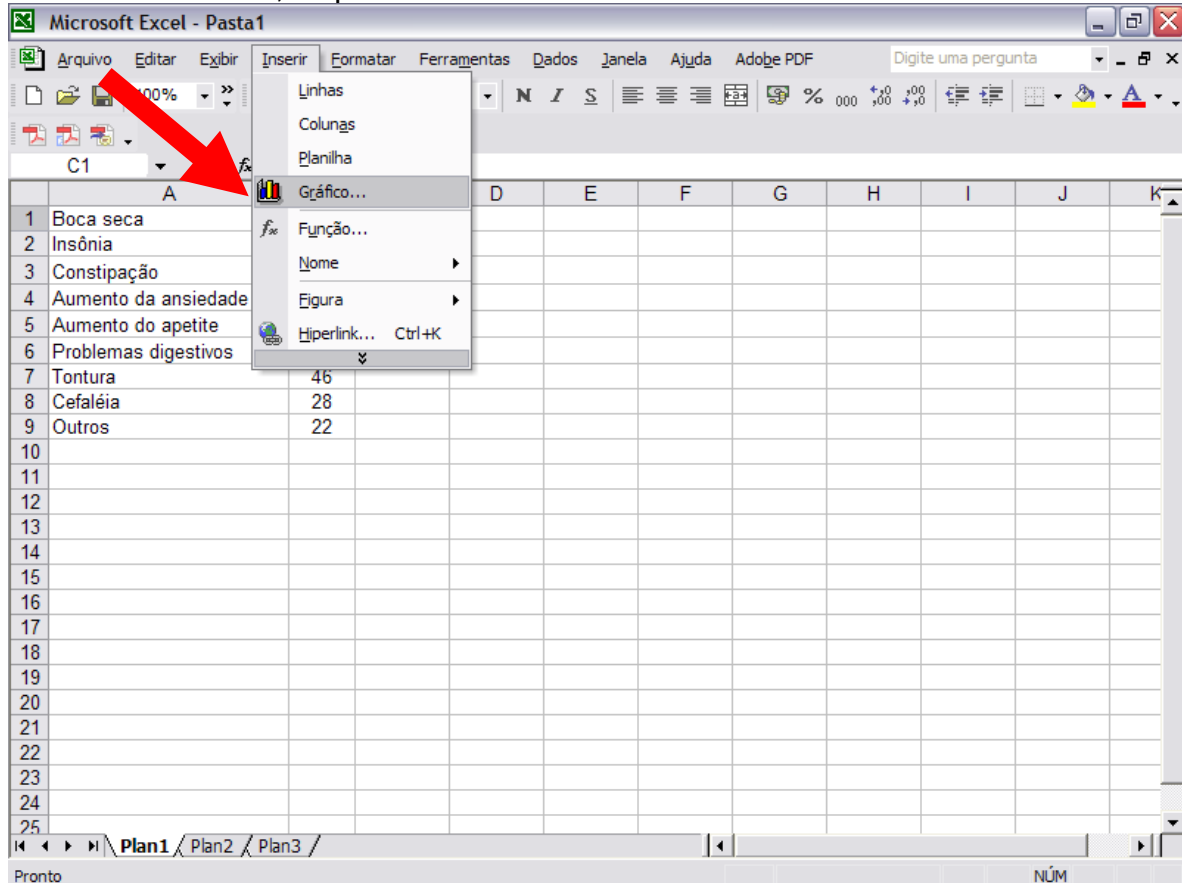 Microsoft Excel - Pasta1
Arquivo Editar Exibir Inserir Formatar Ferramentas Dados Janela Ajuda Adobe PDF Digite uma pergunta
100% » N I S % 000
C1 fx
Linhas
Colunas
Planilha
Gráfico...
fx Função...
Nome
Figura
Hiperlink... Ctrl+K
A D E F G H I J K
1 Boca seca
2 Insônia
3 Constipação
4 Aumento da ansiedade
5 Aumento do apetite
6 Problemas digestivos
7 Tontura 46
8 Cefaléia 28
9 Outros 22
10
11
12
13
14
15
16
17
18
19
20
21
22
23
24
25
Plan1 Plan2 Plan3
Pronto NÚM